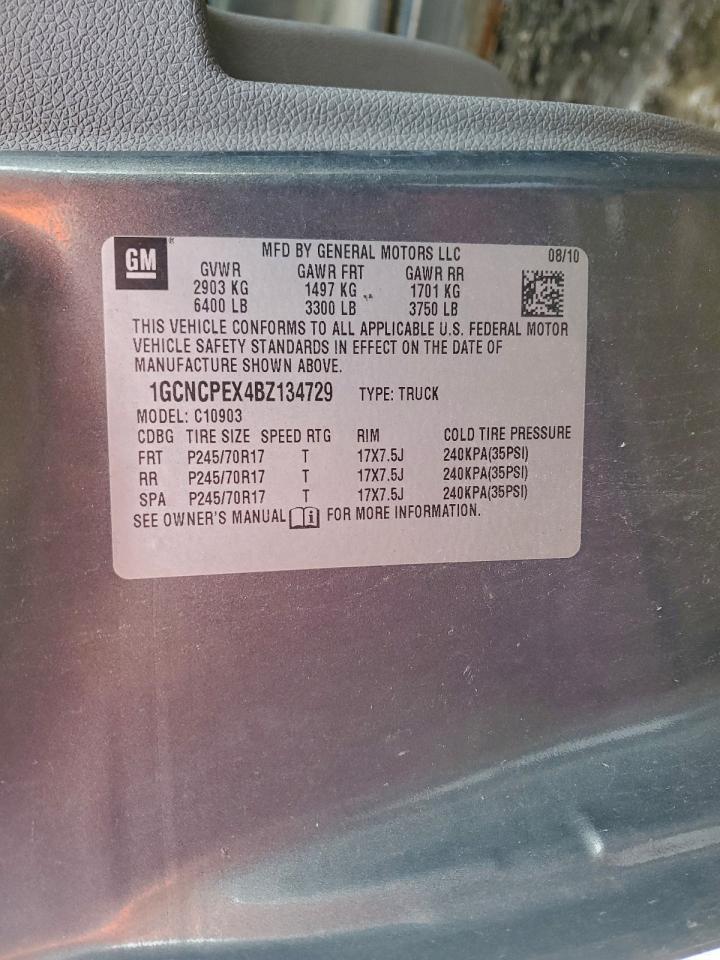 GM® MFD BY GENERAL MOTORS LLC 08/10
GVWR GAWR FRT GAWR RR
2903 KG 1497 KG 1701 KG
6400 LB 3300 LB 3750 LB
THIS VEHICLE CONFORMS TO ALL APPLICABLE U.S. FEDERAL MOTOR
VEHICLE SAFETY STANDARDS IN EFFECT ON THE DATE OF
MANUFACTURE SHOWN ABOVE.
1GCNCPEX4BZ134729 TYPE: TRUCK
MODEL: C10903
CDBG TIRE SIZE SPEED RTG RIM COLD TIRE PRESSURE
FRT P245/70R17 T 17X7.5J 240KPA(35PSI)
RR P245/70R17 T 17X7.5J 240KPA(35PSI)
SPA P245/70R17 T 17X7.5J 240KPA(35PSI)
SEE OWNER'S MANUAL i FOR MORE INFORMATION.